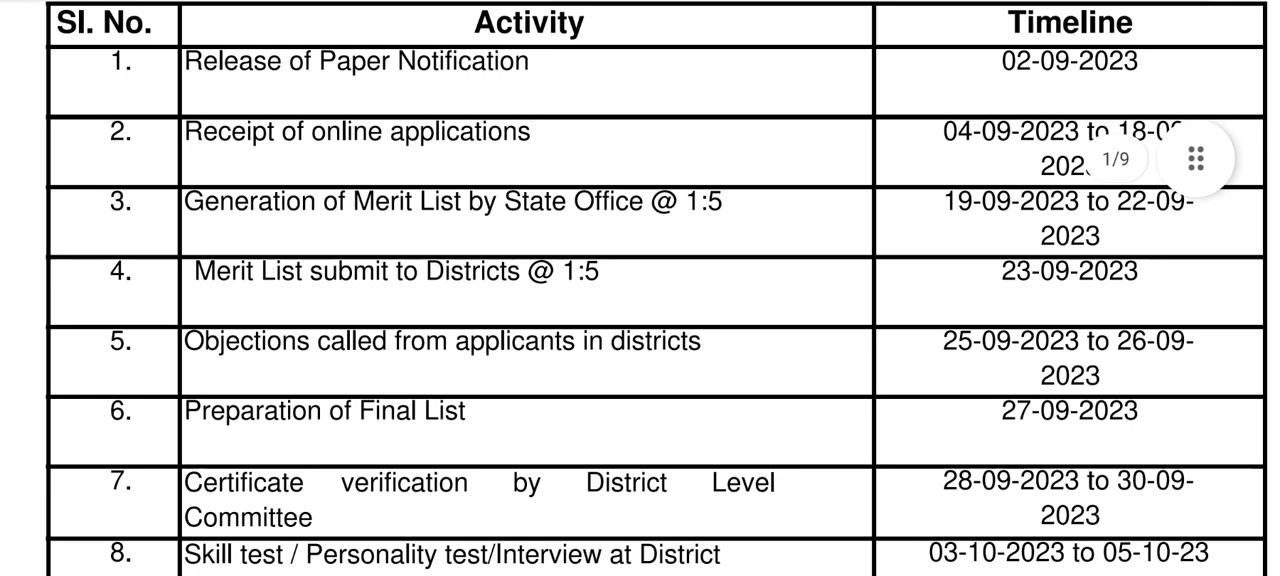 Sl. No. Activity Timeline
1. Release of Paper Notification 02-09-2023
2. Receipt of online applications 04-09-2023 to
1/9
3. Generation of Merit List by State Office @ 1:5 19-09-2023 to 22-09-
2023
4. Merit List submit to Districts @ 1:5 23-09-2023
5. Objections called from applicants in districts 25-09-2023 to 26-09-
2023
6. Preparation of Final List 27-09-2023
7. Certificate verification by District Level 28-09-2023 to 30-09-
Committee 2023
8. Skill test / Personality test/Interview at District 03-10-2023 to 05-10-23